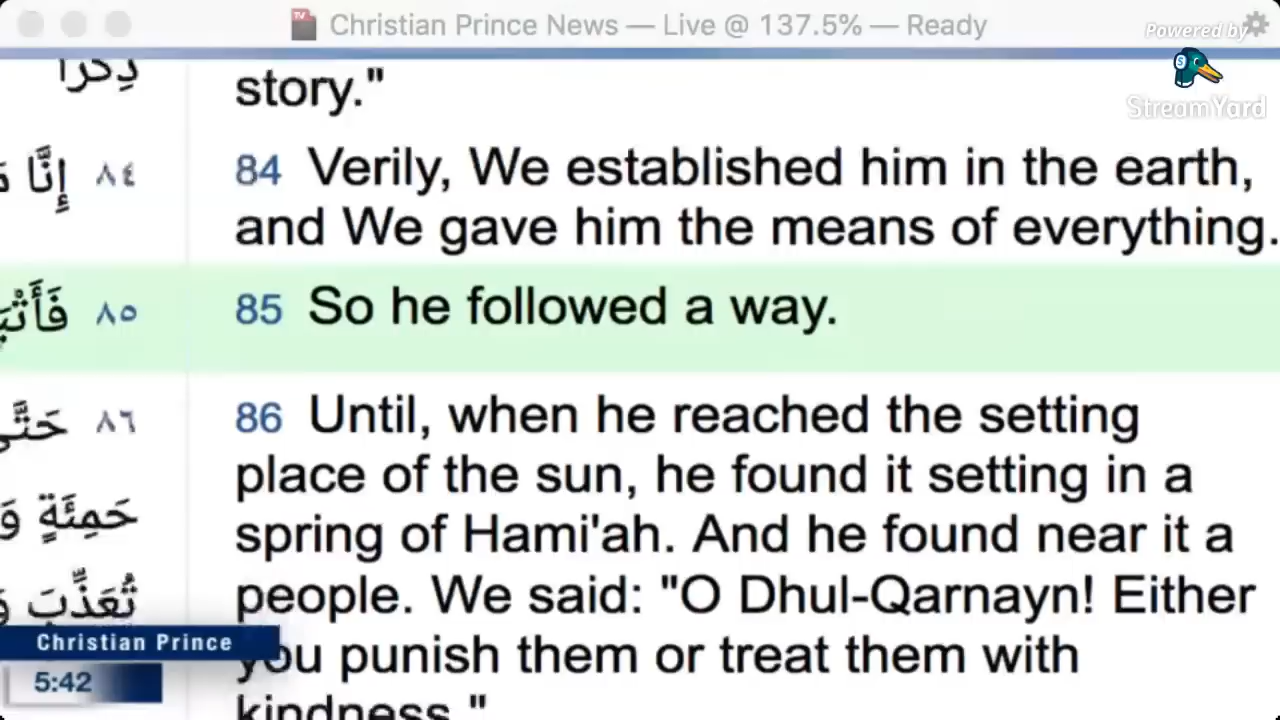 Christian Prince News — Live @ 137.5% — Ready
Powered by
StreamYard
ذِكْرًا
story."
إِنَّا ٨٤
84 Verily, We established him in the earth,
and We gave him the means of everything.
٨٥
85 So he followed a way.
٨٦
86 Until, when he reached the setting
place of the sun, he found it setting in a
حَمِئَةٍ وَ
spring of Hami'ah. And he found near it a
تُعَذِّبَ وَ
people. We said: "O Dhul-Qarnayn! Either
you punish them or treat them with
kindness."
Christian Prince
5:42